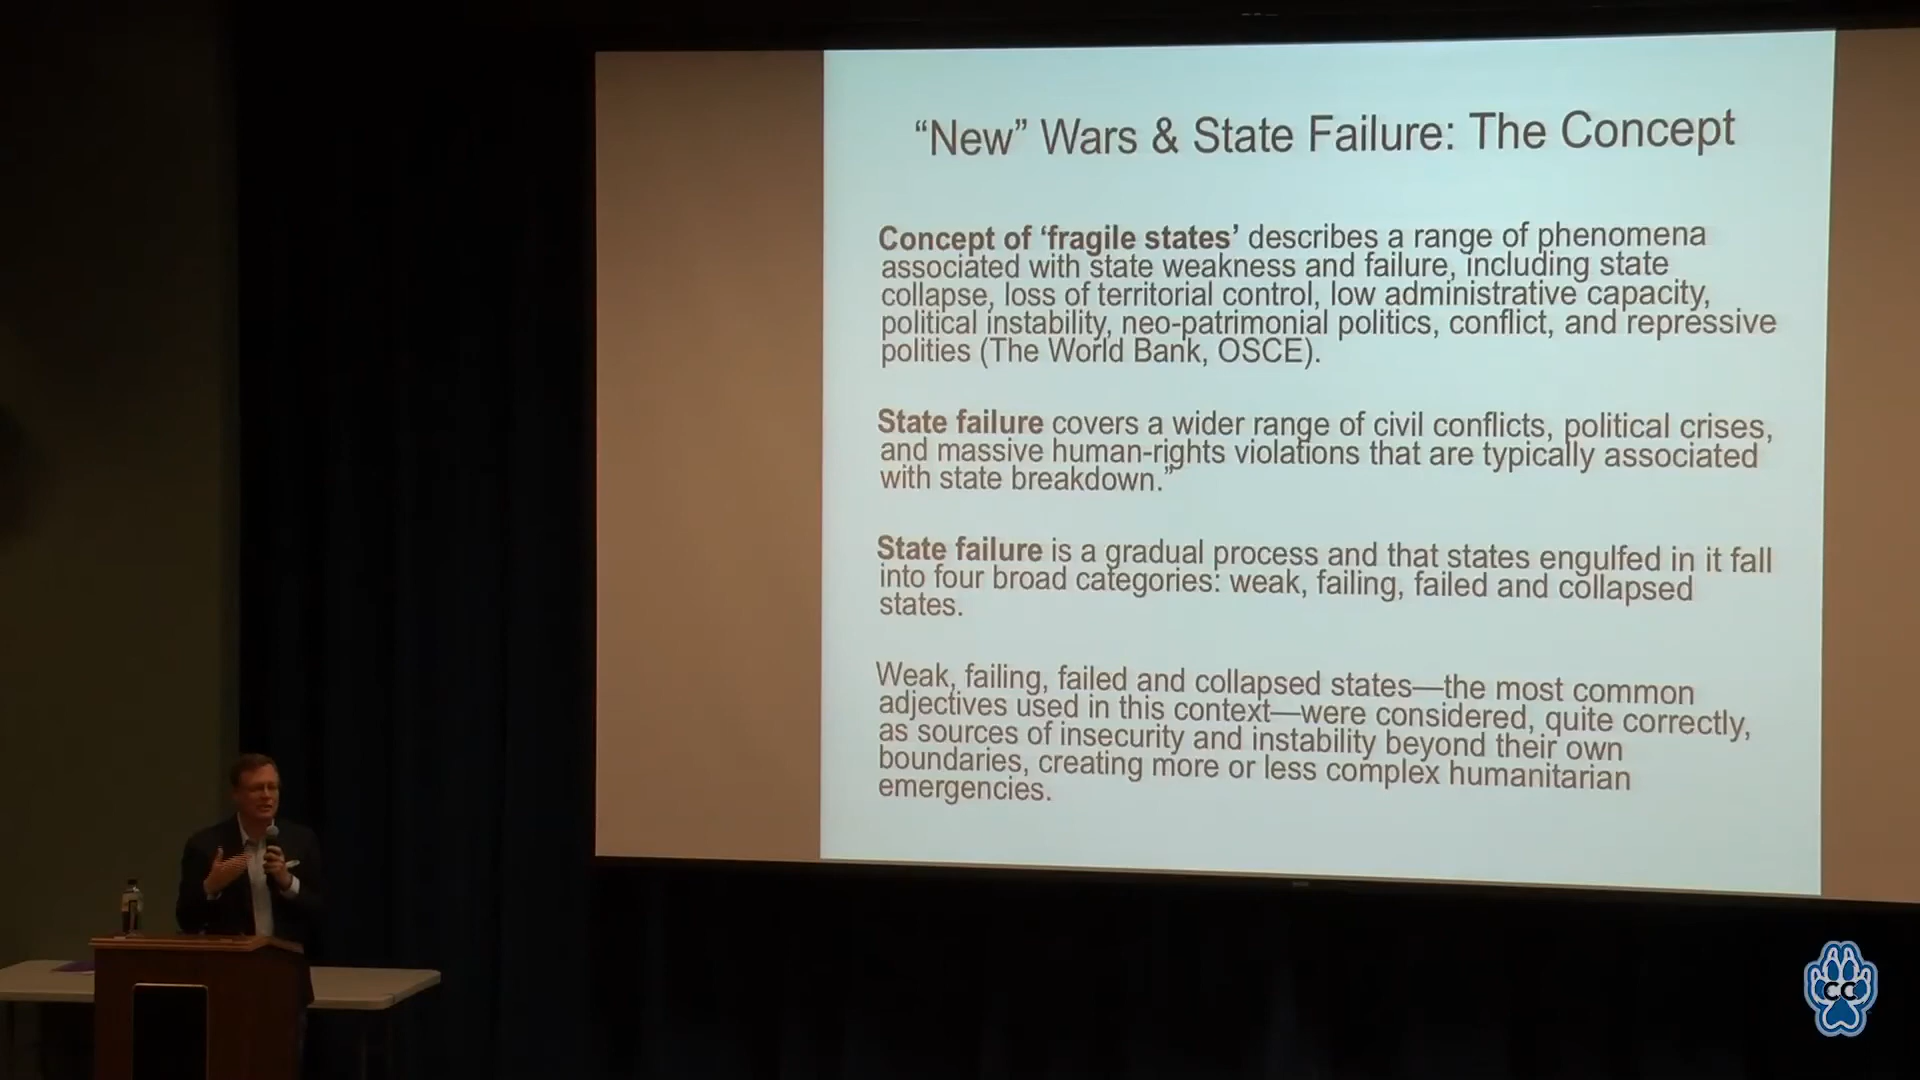 “New” Wars & State Failure: The Concept
Concept of ‘fragile states’ describes a range of phenomena
associated with state weakness and failure, including state
collapse, loss of territorial control, low administrative capacity,
political instability, neo-patrimonial politics, conflict, and repressive
polities (The World Bank, OSCE).
State failure covers a wider range of civil conflicts, political crises,
and massive human-rights violations that are typically associated
with state breakdown.”
State failure is a gradual process and that states engulfed in it fall
into four broad categories: weak, failing, failed and collapsed
states.
Weak, failing, failed and collapsed states—the most common
adjectives used in this context—were considered, quite correctly,
as sources of insecurity and instability beyond their own
boundaries, creating more or less complex humanitarian
emergencies.
CC